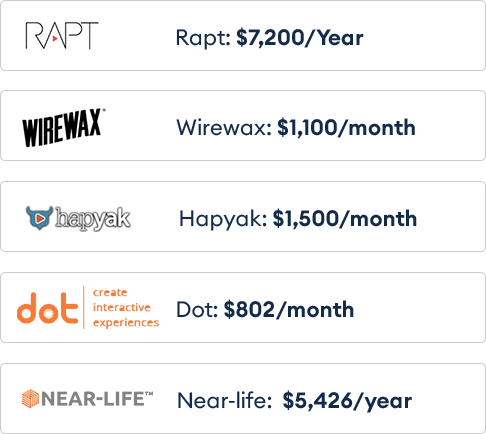 RAPT
Rapt: $7,200/Year
WIREWAX®
Wirewax: $1,100/month
hapyak
Hapyak: $1,500/month
dot
create
interactive
experiences
Dot: $802/month
NEAR-LIFE™
Near-life: $5,426/year